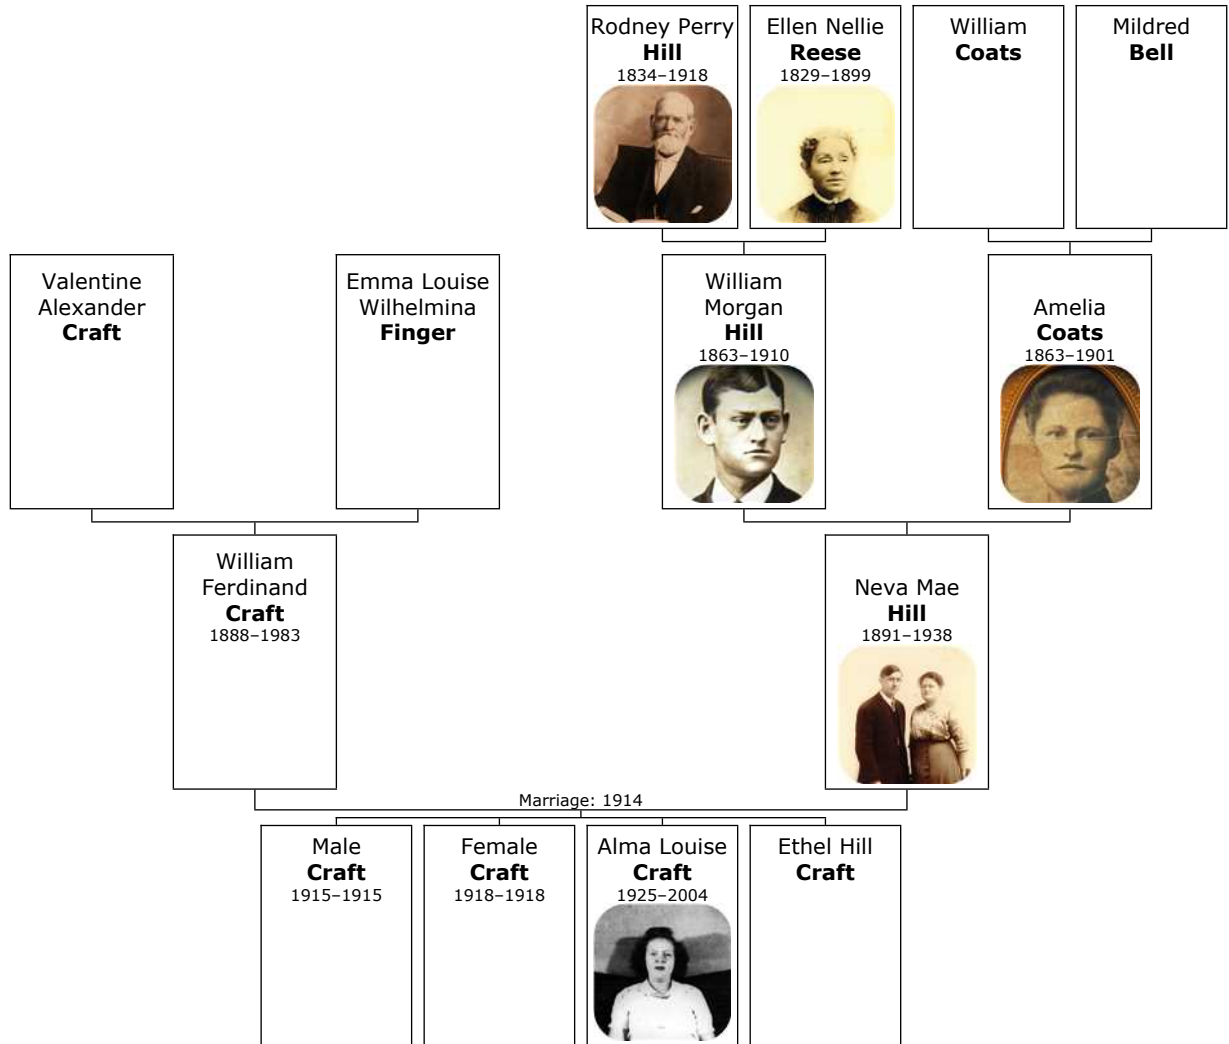 Rodney Perry
Hill
1834–1918
Ellen Nellie
Reese
1829–1899
William
Coats
Mildred
Bell
Valentine
Alexander
Craft
Emma Louise
Wilhelmina
Finger
William
Morgan
Hill
1863–1910
Amelia
Coats
1863–1901
William
Ferdinand
Craft
1888–1983
Neva Mae
Hill
1891–1938
Marriage: 1914
Male
Craft
1915–1915
Female
Craft
1918–1918
Alma Louise
Craft
1925–2004
Ethel Hill
Craft